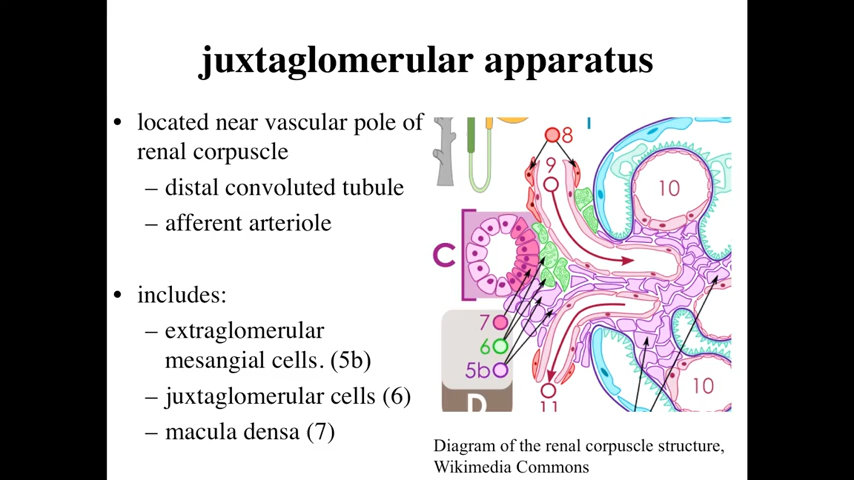 juxtaglomerular apparatus
• located near vascular pole of
renal corpuscle
– distal convoluted tubule
– afferent arteriole
• includes:
– extraglomerular
mesangial cells. (5b)
– juxtaglomerular cells (6)
– macula densa (7)
8
9
10
C
7
6
5b
D
11
10
Diagram of the renal corpuscle structure,
Wikimedia Commons